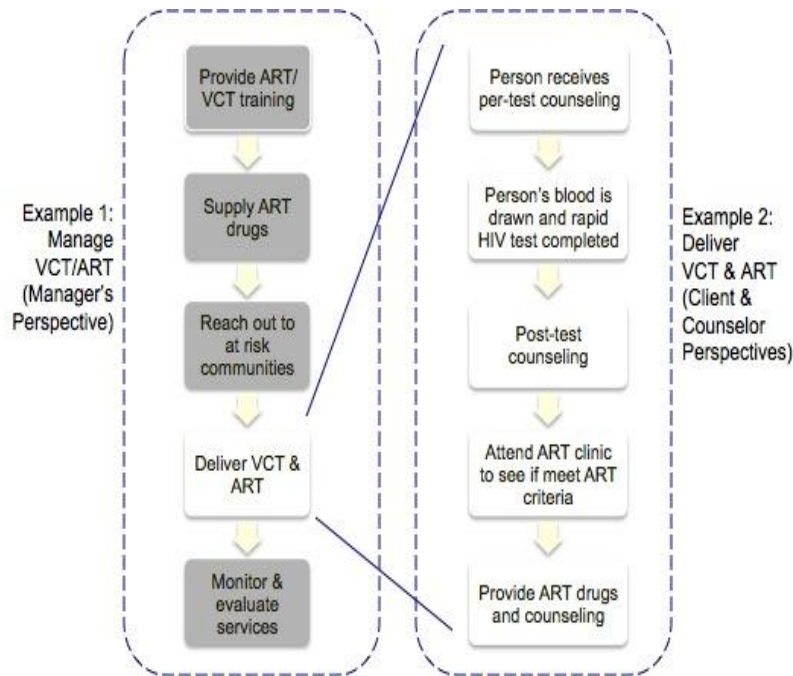 Example 1:
Manage
VCT/ART
(Manager's
Perspective)
Provide ART/
VCT training
Supply ART
drugs
Reach out to
at risk
communities
Deliver VCT &
ART
Monitor &
evaluate
services
Person receives
per-test counseling
Person's blood is
drawn and rapid
HIV test completed
Post-test
counseling
Attend ART clinic
to see if meet ART
criteria
Provide ART drugs
and counseling
Example 2:
Deliver
VCT & ART
(Client &
Counselor
Perspectives)